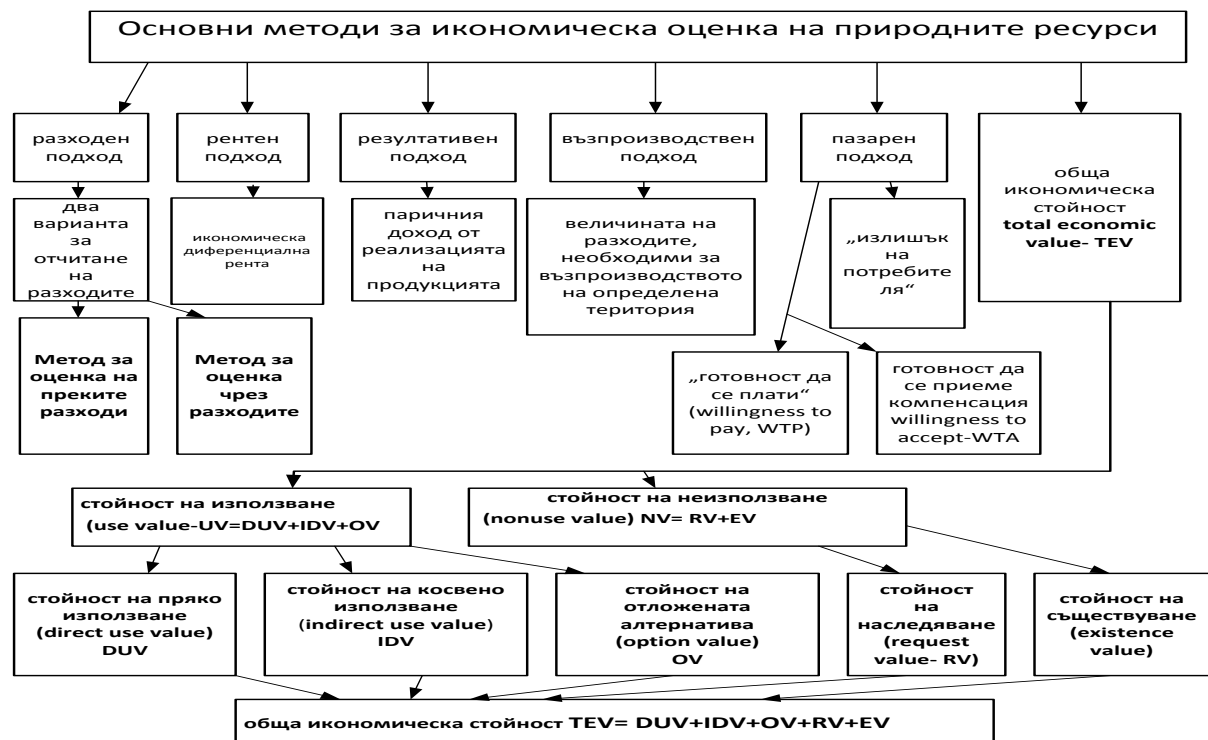 Основни методи за икономическа оценка на природните ресурси
разходен
подход
рентен
подход
резултативен
подход
възпроизводствен
подход
пазарен
подход
обща
икономическа
стойност
total economic
value- TEV
два
варианта
за
отчитане
на
разходите
икономическа
диференциална
рента
паричния
доход от
реализацията
на
продукцията
величината на
разходите,
необходими за
възпроизводството
на определена
територия
„излишък
на
потребите
ля“
Метод за
оценка на
преките
разходи
Метод за
оценка
чрез
разходите
„готовност да
се плати“
(willingness to
pay, WTP)
готовност да
се приеме
компенсация
willingness to
accept-WTA
стойност на използване
(use value-UV=DUV+IDV+OV
стойност на неизползване
(nonuse value) NV= RV+EV
стойност на пряко
използване
(direct use value)
DUV
стойност на косвено
използване
(indirect use value)
IDV
стойност на
отложената
алтернатива
(option value)
OV
стойност
на
наследяване
(request
value- RV)
стойност на
съществуване
(existence
value)
обща икономическа стойност TEV= DUV+IDV+OV+RV+EV